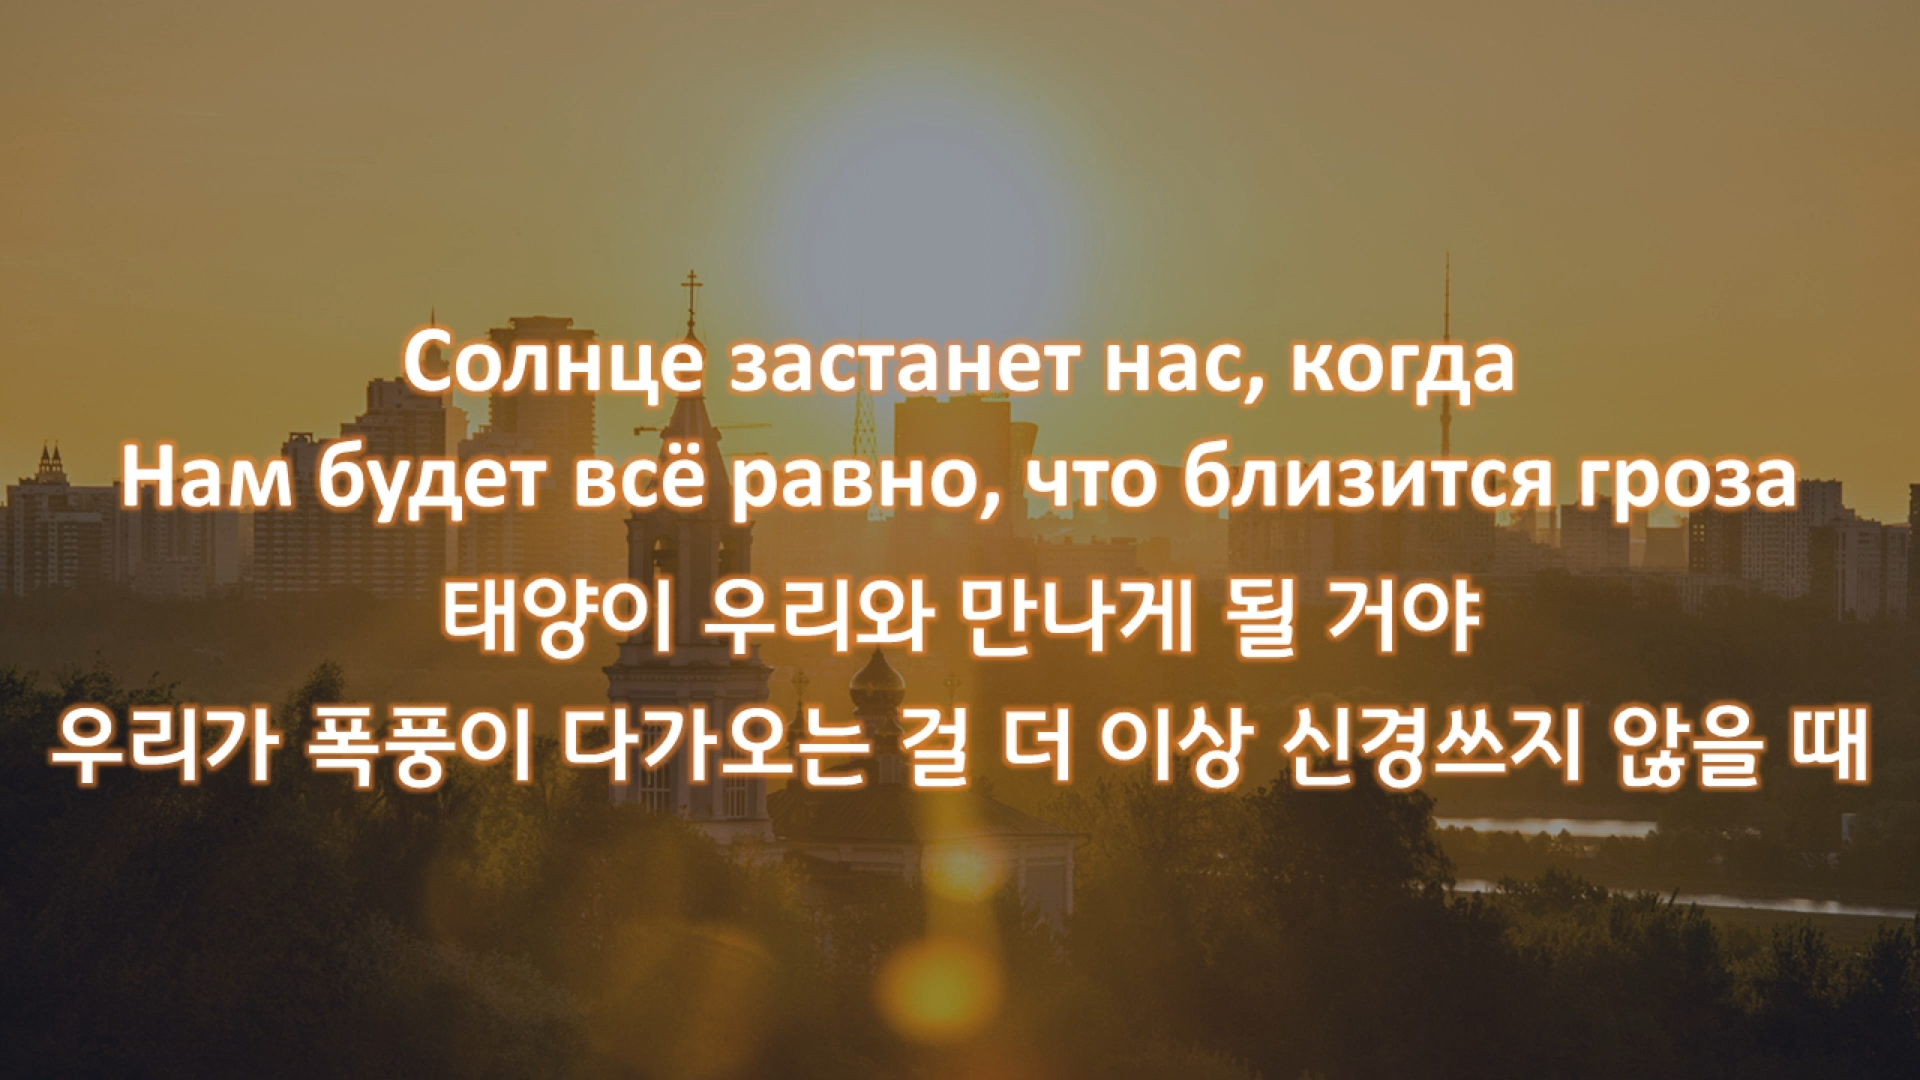 Солнце застанет нас, когда
Нам будет всё равно, что близится гроза
태양이 우리와 만나게 될 거야
우리가 폭풍이 다가오는 걸 더 이상 신경쓰지 않을 때